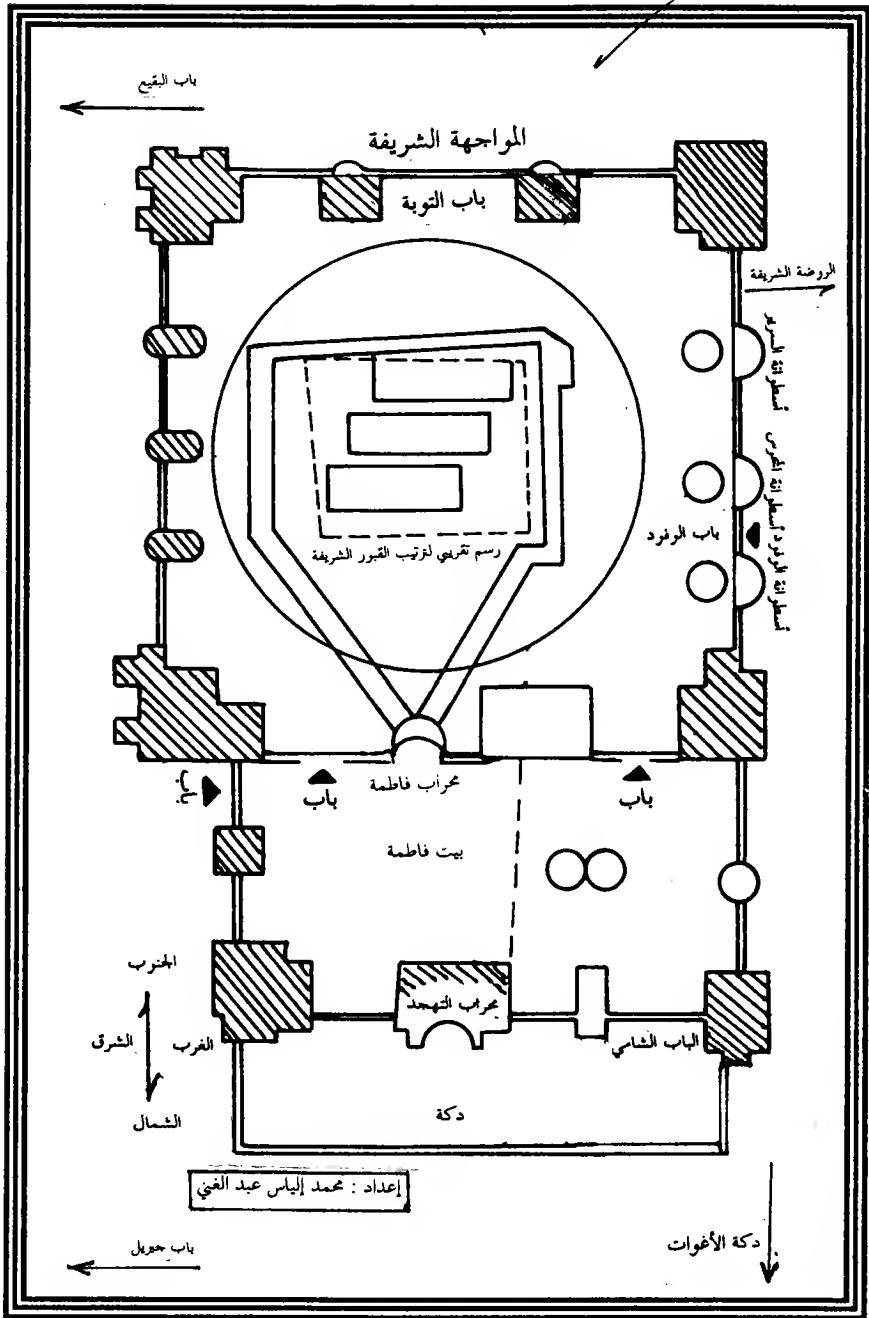 باب البقيع
المواجهة الشريفة
باب التوبة
الروضة الشريفة
أسطوانة السرير
أسطوانة المحرس
أسطوانة الوفود
باب الوفود
رسم تقريبي لترتيب القبور الشريفة
باب
باب
محراب فاطمة
باب
بيت فاطمة
الجنوب
محراب التهجد
الباب الشامي
الغرب
الشرق
دكة
الشمال
إعداد : محمد إلياس عبد الغني
دكة الأغوات
باب جبريل